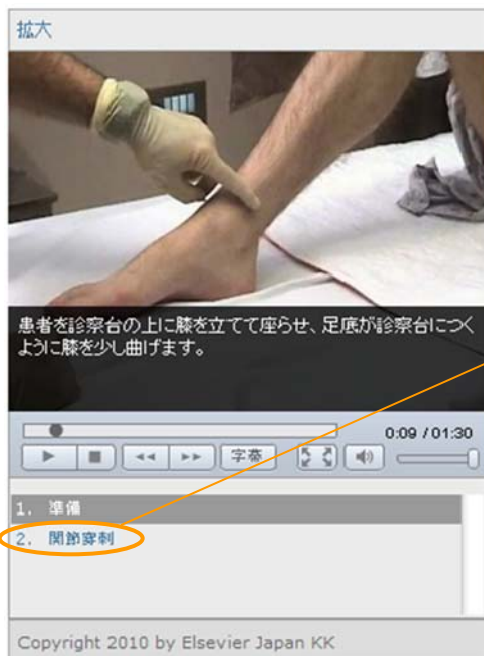 拡大
患者を診察台の上に膝を立てて座らせ、足底が診察台につく
ように膝を少し曲げます。
0:09 / 01:30
字幕
1. 準備
2. 関節穿刺
Copyright 2010 by Elsevier Japan KK